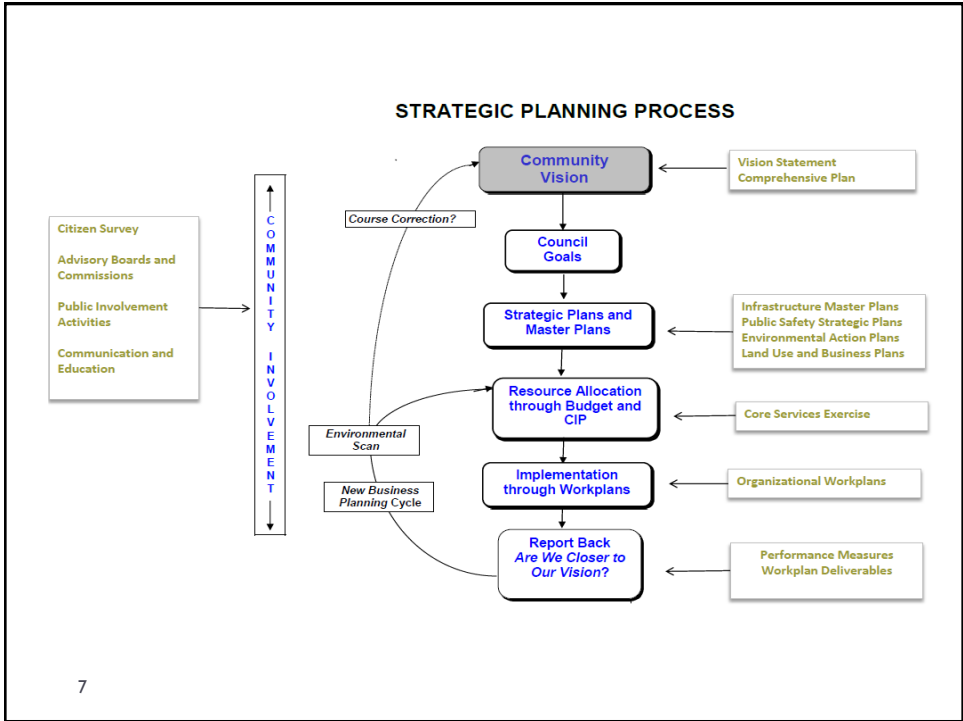 STRATEGIC PLANNING PROCESS
Community
Vision
Vision Statement
Comprehensive Plan
Course Correction?
Citizen Survey
Advisory Boards and
Commissions
Public Involvement
Activities
Communication and
Education
COMMUNITY INVOLVEMENT
Council
Goals
Strategic Plans and
Master Plans
Infrastructure Master Plans
Public Safety Strategic Plans
Environmental Action Plans
Land Use and Business Plans
Resource Allocation
through Budget and
CIP
Core Services Exercise
Environmental
Scan
Implementation
through Workplans
Organizational Workplans
New Business
Planning Cycle
Report Back
Are We Closer to
Our Vision?
Performance Measures
Workplan Deliverables
7